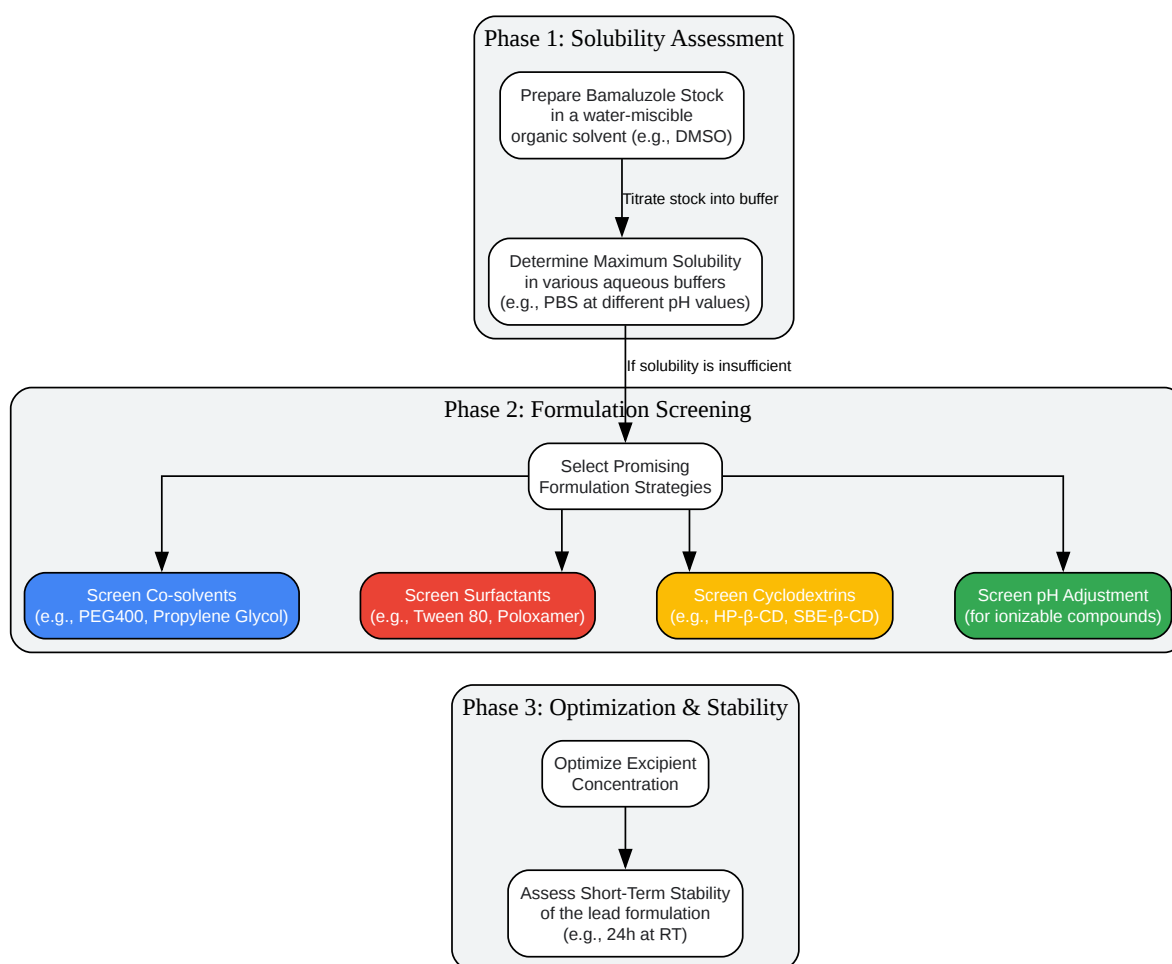 Phase 1: Solubility Assessment
Prepare Bamaluzole Stock
in a water-miscible
organic solvent (e.g., DMSO)
Titrate stock into buffer
Determine Maximum Solubility
in various aqueous buffers
(e.g., PBS at different pH values)
If solubility is insufficient
Phase 2: Formulation Screening
Select Promising
Formulation Strategies
Screen Co-solvents
(e.g., PEG400, Propylene Glycol)
Screen Surfactants
(e.g., Tween 80, Poloxamer)
Screen Cyclodextrins
(e.g., HP-β-CD, SBE-β-CD)
Screen pH Adjustment
(for ionizable compounds)
Phase 3: Optimization & Stability
Optimize Excipient
Concentration
Assess Short-Term Stability
of the lead formulation
(e.g., 24h at RT)